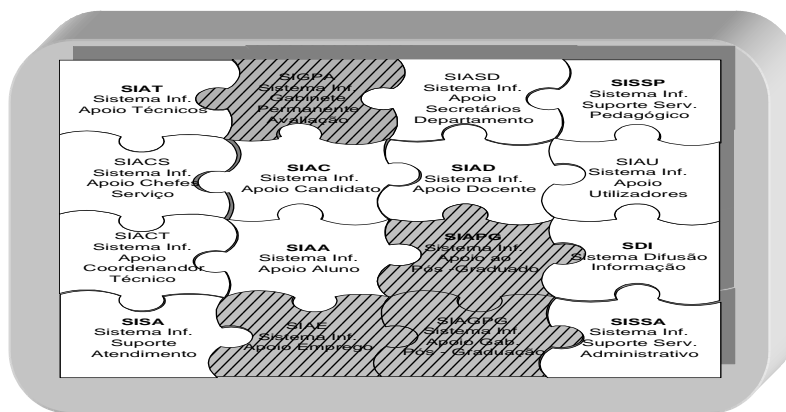 SIAT
Sistema Inf.
Apoio Técnicos
SIGPA
Sistema Inf.
Gabinete
Permanente
Avaliação
SIASD
Sistema Inf.
Apoio
Secretários
Departamento
SISSP
Sistema Inf.
Suporte Serv.
Pedagógico
SIACS
Sistema Inf.
Apoio Chefes
Serviço
SIAC
Sistema Inf.
Apoio Candidato
SIAD
Sistema Inf.
Apoio Docente
SIAU
Sistema Inf.
Apoio
Utilizadores
SIACT
Sistema Inf.
Apoio
Coordenandor
Técnico
SIAA
Sistema Inf.
Apoio Aluno
SIAPG
Sistema Inf.
Apoio ao
Pós - Graduado
SDI
Sistema Difusão
Informação
SISA
Sistema Inf.
Suporte
Atendimento
SIAE
Sistema Inf.
Apoio Emprego
SIAGPG
Sistema Inf.
Apoio Gab.
Pós - Graduação
SISSA
Sistema Inf.
Suporte Serv.
Administrativo